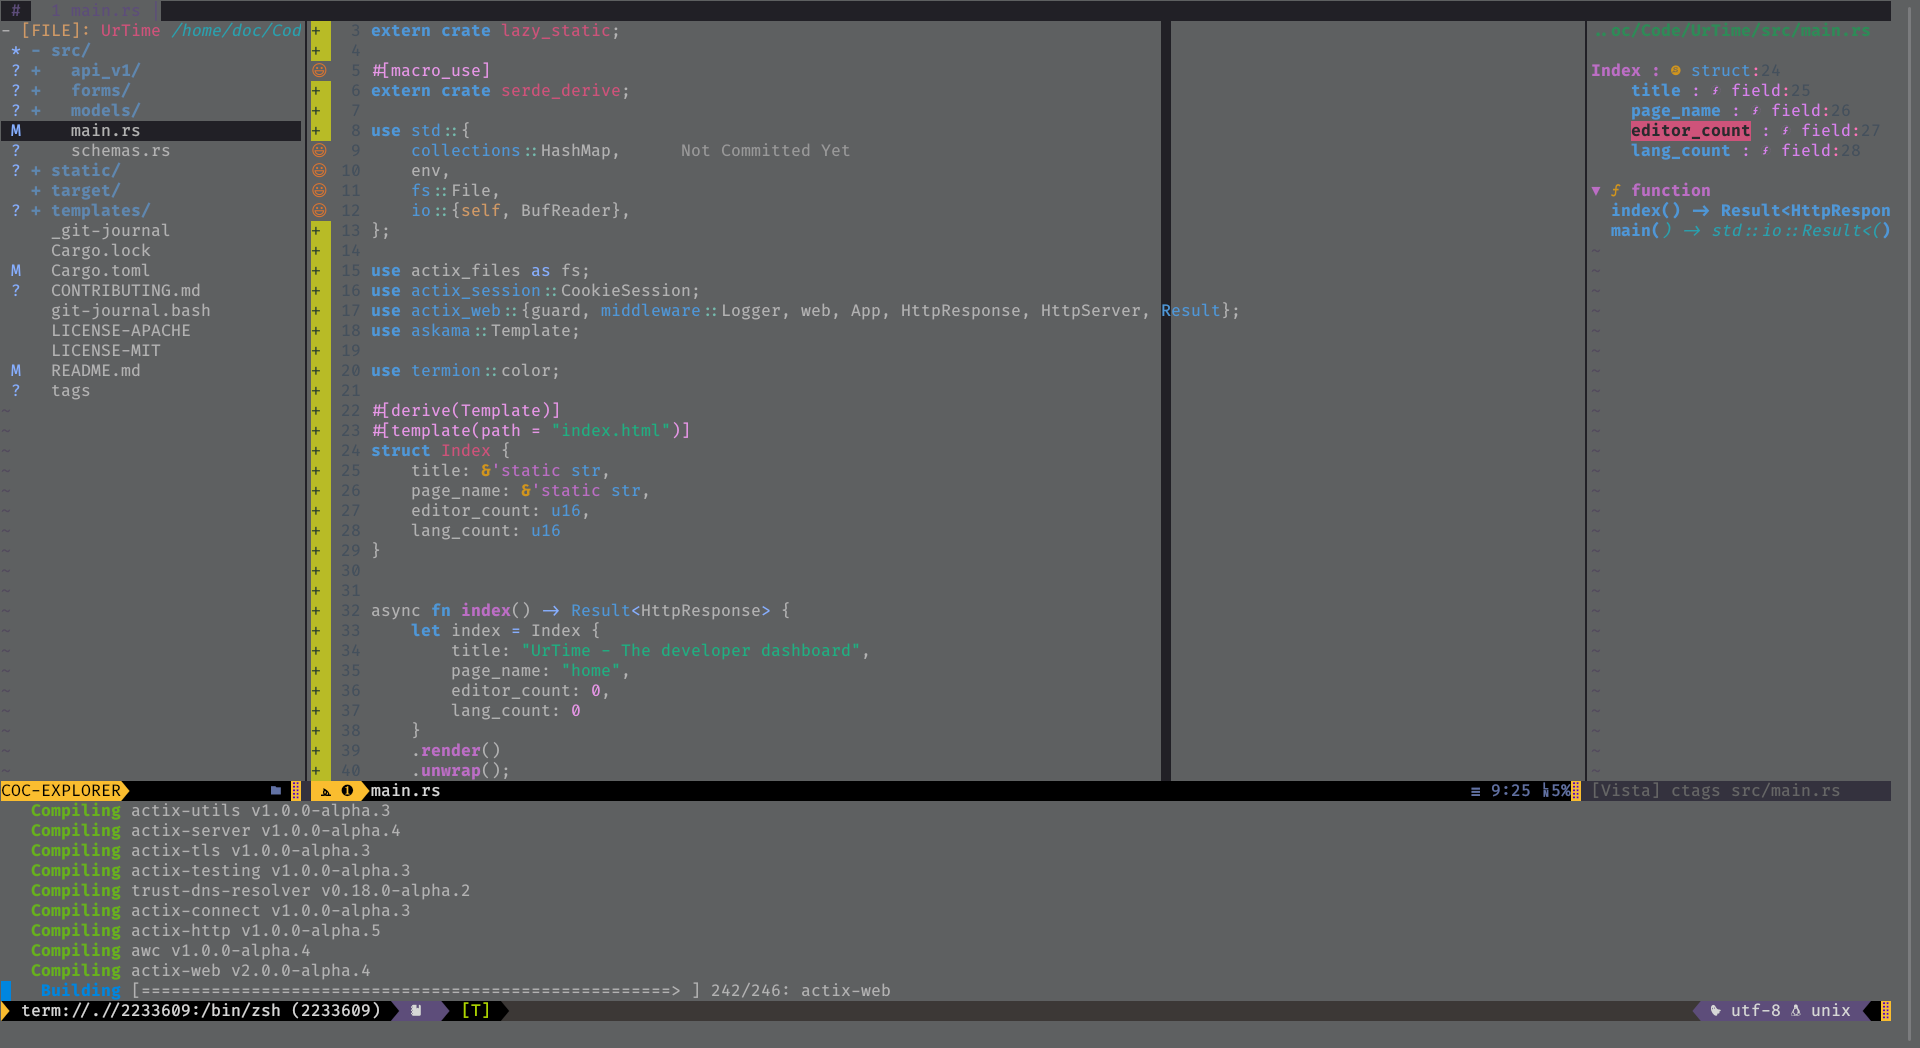 # 1 main.rs
- [FILE]: UrTime /home/doc/Cod
* - src/
? + api_v1/
? + forms/
? + models/
M main.rs
? schemas.rs
? + static/
+ target/
? + templates/
_git-journal
Cargo.lock
M Cargo.toml
? CONTRIBUTING.md
git-journal.bash
LICENSE-APACHE
LICENSE-MIT
M README.md
? tags
+ 3 extern crate lazy_static;
+ 4
5 #[macro_use]
+ 6 extern crate serde_derive;
+ 7
+ 8 use std::{
9 collections::HashMap, Not Committed Yet
10 env,
11 fs::File,
12 io::{self, BufReader},
+ 13 };
+ 14
+ 15 use actix_files as fs;
+ 16 use actix_session::CookieSession;
+ 17 use actix_web::{guard, middleware::Logger, web, App, HttpResponse, HttpServer, Result};
+ 18 use askama::Template;
+ 19
+ 20 use termion::color;
+ 21
+ 22 #[derive(Template)]
+ 23 #[template(path = "index.html")]
+ 24 struct Index {
+ 25 title: &'static str,
+ 26 page_name: &'static str,
+ 27 editor_count: u16,
+ 28 lang_count: u16
+ 29 }
+ 30
+ 31
+ 32 async fn index() -> Result<HttpResponse> {
+ 33 let index = Index {
+ 34 title: "UrTime - The developer dashboard",
+ 35 page_name: "home",
+ 36 editor_count: 0,
+ 37 lang_count: 0
+ 38 }
+ 39 .render()
+ 40 .unwrap();
..oc/Code/UrTime/src/main.rs
Index : struct:24
title : ƒ field:25
page_name : ƒ field:26
editor_count : ƒ field:27
lang_count : ƒ field:28
▼ ƒ function
index() -> Result<HttpRespon
main() -> std::io::Result<()
COC-EXPLORER
1 main.rs
≡ 9:25 5%
[Vista] ctags src/main.rs
Compiling actix-utils v1.0.0-alpha.3
Compiling actix-server v1.0.0-alpha.4
Compiling actix-tls v1.0.0-alpha.3
Compiling actix-testing v1.0.0-alpha.3
Compiling trust-dns-resolver v0.18.0-alpha.2
Compiling actix-connect v1.0.0-alpha.3
Compiling actix-http v1.0.0-alpha.5
Compiling awc v1.0.0-alpha.4
Compiling actix-web v2.0.0-alpha.4
Building [=====================================================> ] 242/246: actix-web
term://.//2233609:/bin/zsh (2233609) [T]
utf-8 unix